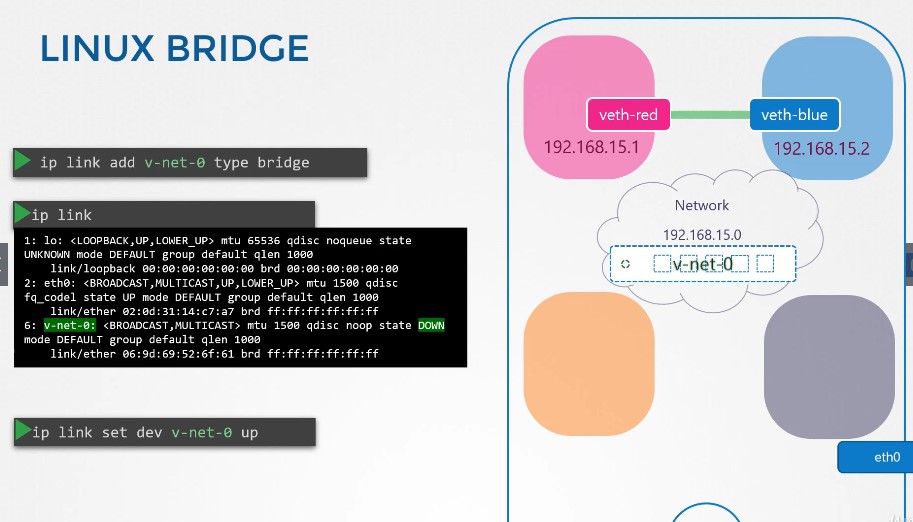 LINUX BRIDGE
ip link add v-net-0 type bridge
ip link
1: lo: <LOOPBACK,UP,LOWER_UP> mtu 65536 qdisc noqueue state
UNKNOWN mode DEFAULT group default qlen 1000
link/loopback 00:00:00:00:00:00 brd 00:00:00:00:00:00
2: eth0: <BROADCAST,MULTICAST,UP,LOWER_UP> mtu 1500 qdisc
fq_codel state UP mode DEFAULT group default qlen 1000
link/ether 02:0d:31:14:c7:a7 brd ff:ff:ff:ff:ff:ff
6: v-net-0: <BROADCAST,MULTICAST> mtu 1500 qdisc noop state DOWN
mode DEFAULT group default qlen 1000
link/ether 06:9d:69:52:6f:61 brd ff:ff:ff:ff:ff:ff
ip link set dev v-net-0 up
veth-red
veth-blue
192.168.15.1
192.168.15.2
Network
192.168.15.0
v-net-0
eth0